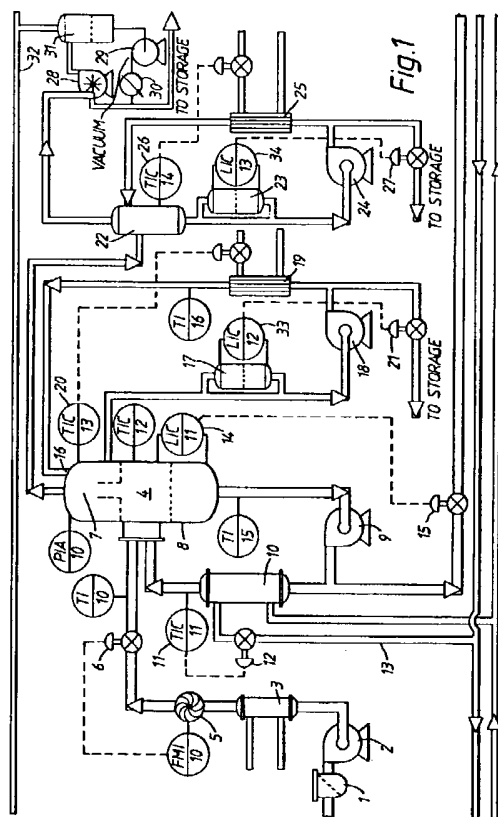 32
31
28
29
30
VACUUM
TO STORAGE
Fig.1
26
TIC
14
25
22
LIC
13
34
23
24
27
TO STORAGE
TI
16
19
20
TIC
13
16
TIC
12
17
LIC
12
33
18
21
TO STORAGE
PIA
10
7
4
8
LIC
11
14
TI
15
9
15
TI
10
6
TIC
11
11
10
12
13
FMI
10
5
3
2
1